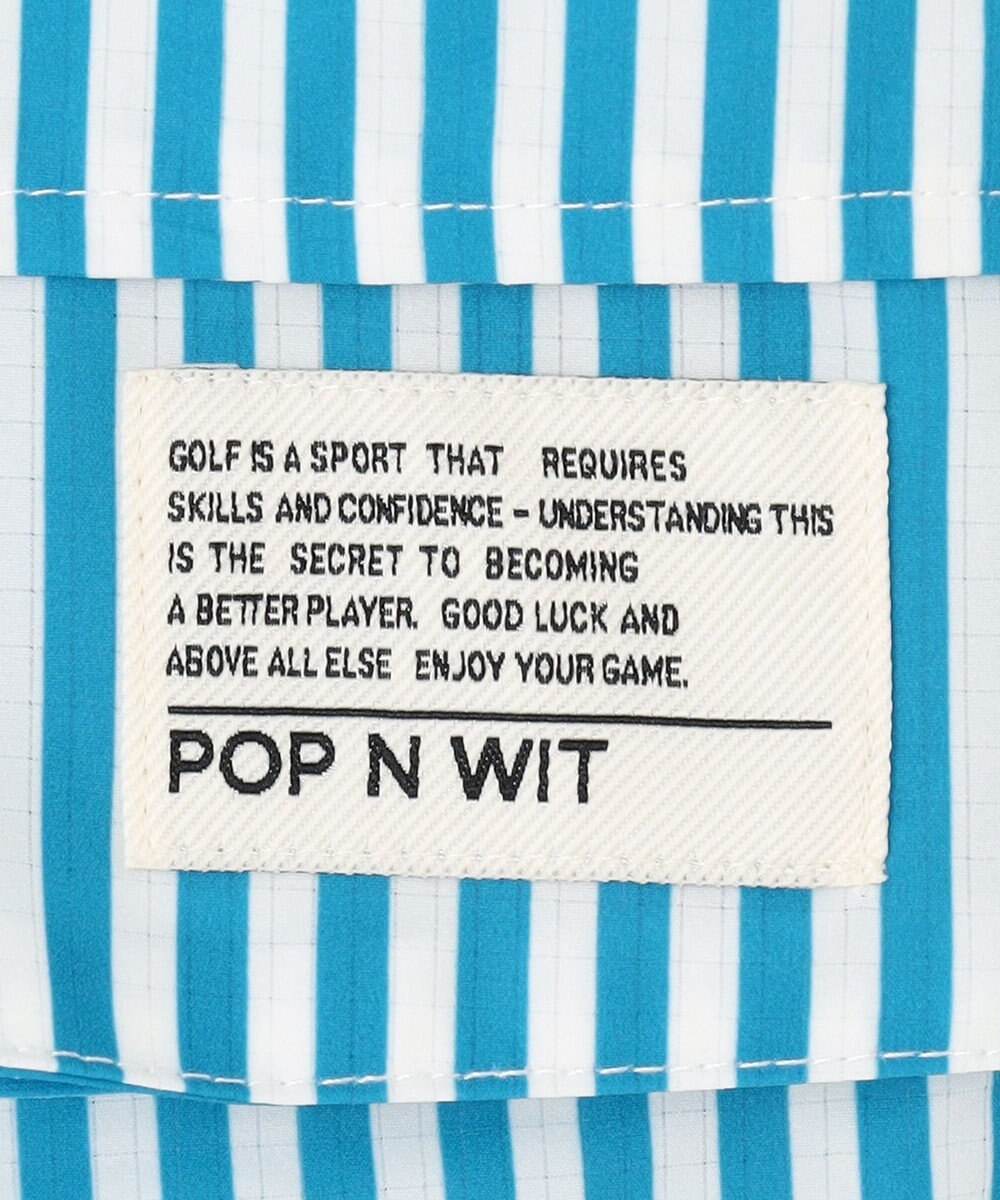 GOLF IS A SPORT THAT REQUIRES
SKILLS AND CONFIDENCE - UNDERSTANDING THIS
IS THE SECRET TO BECOMING
A BETTER PLAYER. GOOD LUCK AND
ABOVE ALL ELSE ENJOY YOUR GAME.
POP N WIT